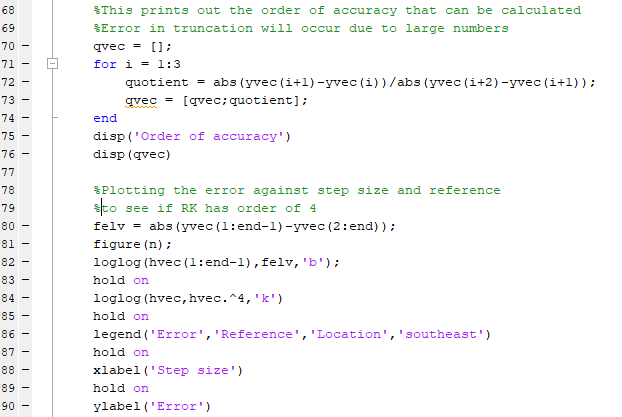 68 %This prints out the order of accuracy that can be calculated
69 %Error in truncation will occur due to large numbers
70 – qvec = [];
71 – for i = 1:3
72 – quotient = abs(yvec(i+1)-yvec(i))/abs(yvec(i+2)-yvec(i+1));
73 – qvec = [qvec;quotient];
74 – end
75 – disp('Order of accuracy')
76 – disp(qvec)
77
78 %Plotting the error against step size and reference
79 %to see if RK has order of 4
80 – felv = abs(yvec(1:end-1)-yvec(2:end));
81 – figure(n);
82 – loglog(hvec(1:end-1),felv,'b');
83 – hold on
84 – loglog(hvec,hvec.^4,'k')
85 – hold on
86 – legend('Error','Reference','Location','southeast')
87 – hold on
88 – xlabel('Step size')
89 – hold on
90 – ylabel('Error')